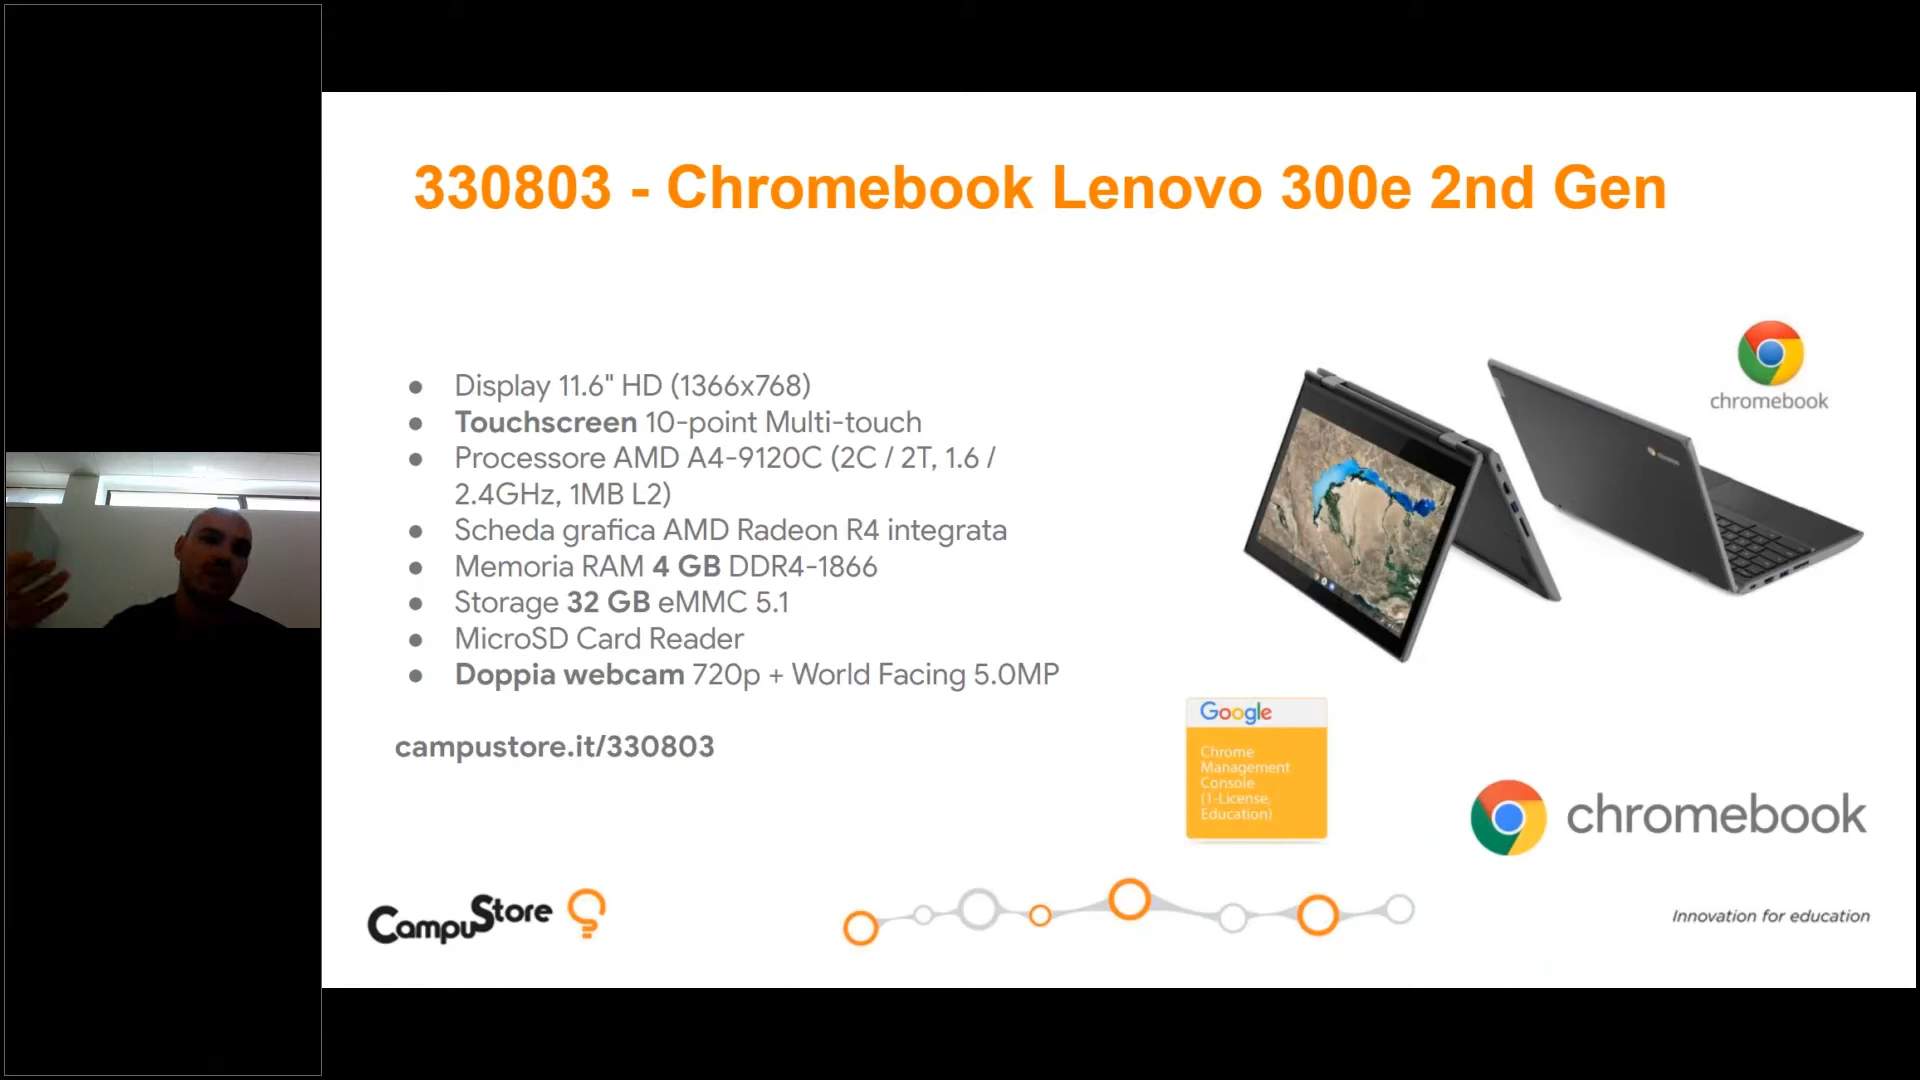 330803 - Chromebook Lenovo 300e 2nd Gen
chromebook
● Display 11.6" HD (1366x768)
● Touchscreen 10-point Multi-touch
● Processore AMD A4-9120C (2C / 2T, 1.6 /
2.4GHz, 1MB L2)
● Scheda grafica AMD Radeon R4 integrata
● Memoria RAM 4 GB DDR4-1866
● Storage 32 GB eMMC 5.1
● MicroSD Card Reader
● Doppia webcam 720p + World Facing 5.0MP
campustore.it/330803
Google
Chrome
Management
Console
(1-License,
Education)
chromebook
CampuStore
Innovation for education